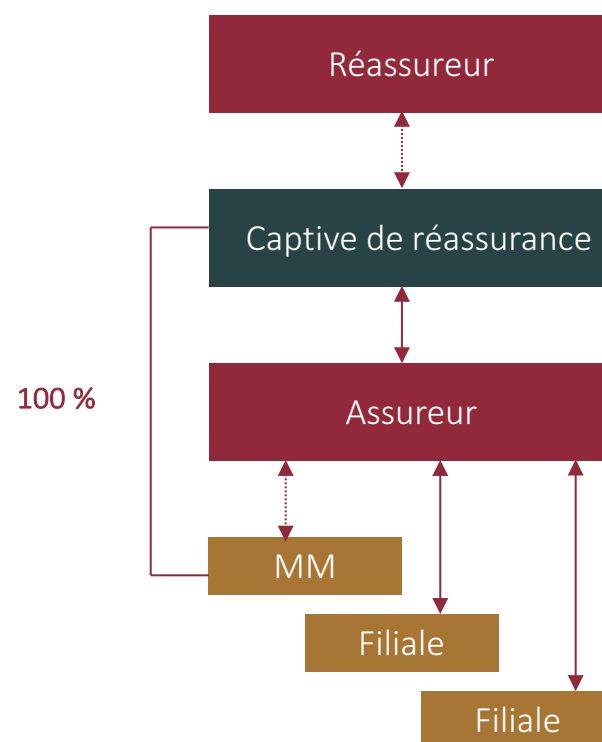 Réassureur
Captive de réassurance
100 %
Assureur
MM
Filiale
Filiale